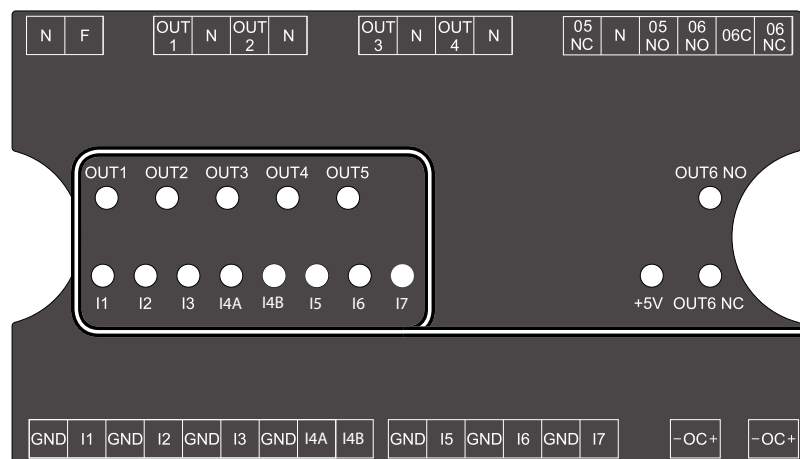 N F OUT 1 N OUT 2 N OUT 3 N OUT 4 N 05 NC N 05 NO 06 NO 06C 06 NC
OUT1 OUT2 OUT3 OUT4 OUT5 OUT6 NO
I1 I2 I3 I4A I4B I5 I6 I7 +5V OUT6 NC
GND I1 GND I2 GND I3 GND I4A I4B GND I5 GND I6 GND I7 -OC+ -OC+